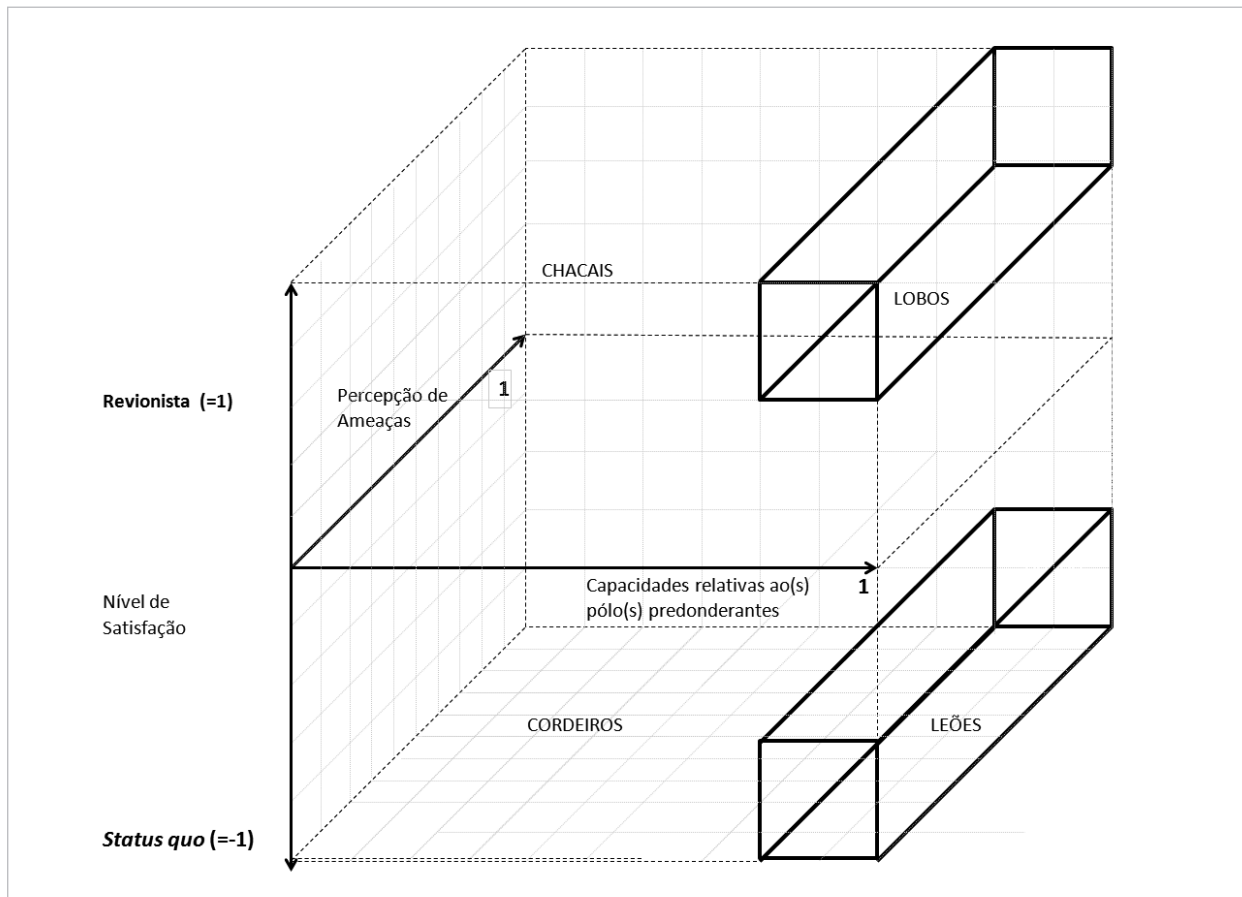 CHACAIS
LOBOS
Revionista (=1)
Percepção de
Ameaças
1
Capacidades relativas ao(s)
pólo(s) predonderantes
1
Nível de
Satisfação
CORDEIROS
LEÕES
Status quo (=-1)